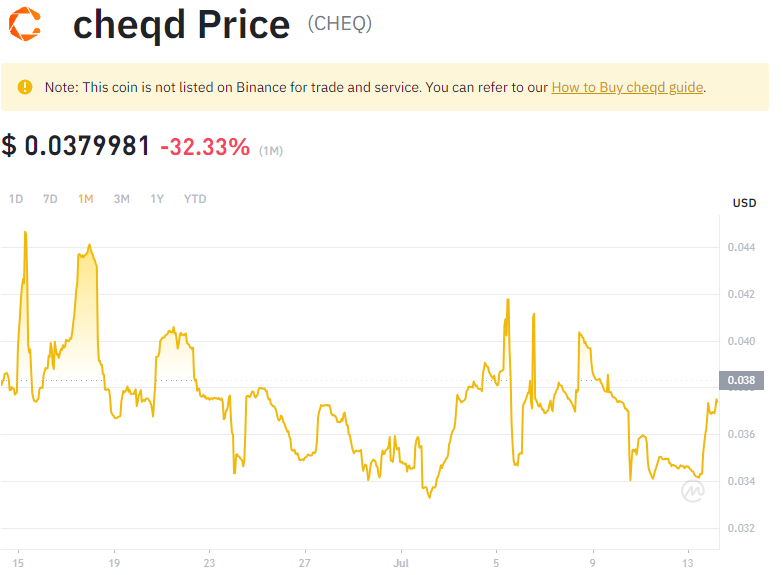 cheqd Price (CHEQ)
Note: This coin is not listed on Binance for trade and service. You can refer to our How to Buy cheqd guide.
$ 0.0379981 -32.33% (1M)
1D 7D 1M 3M 1Y YTD
USD
0.044
0.042
0.040
0.038
0.036
0.034
0.032
15 19 23 27 Jul 5 9 13